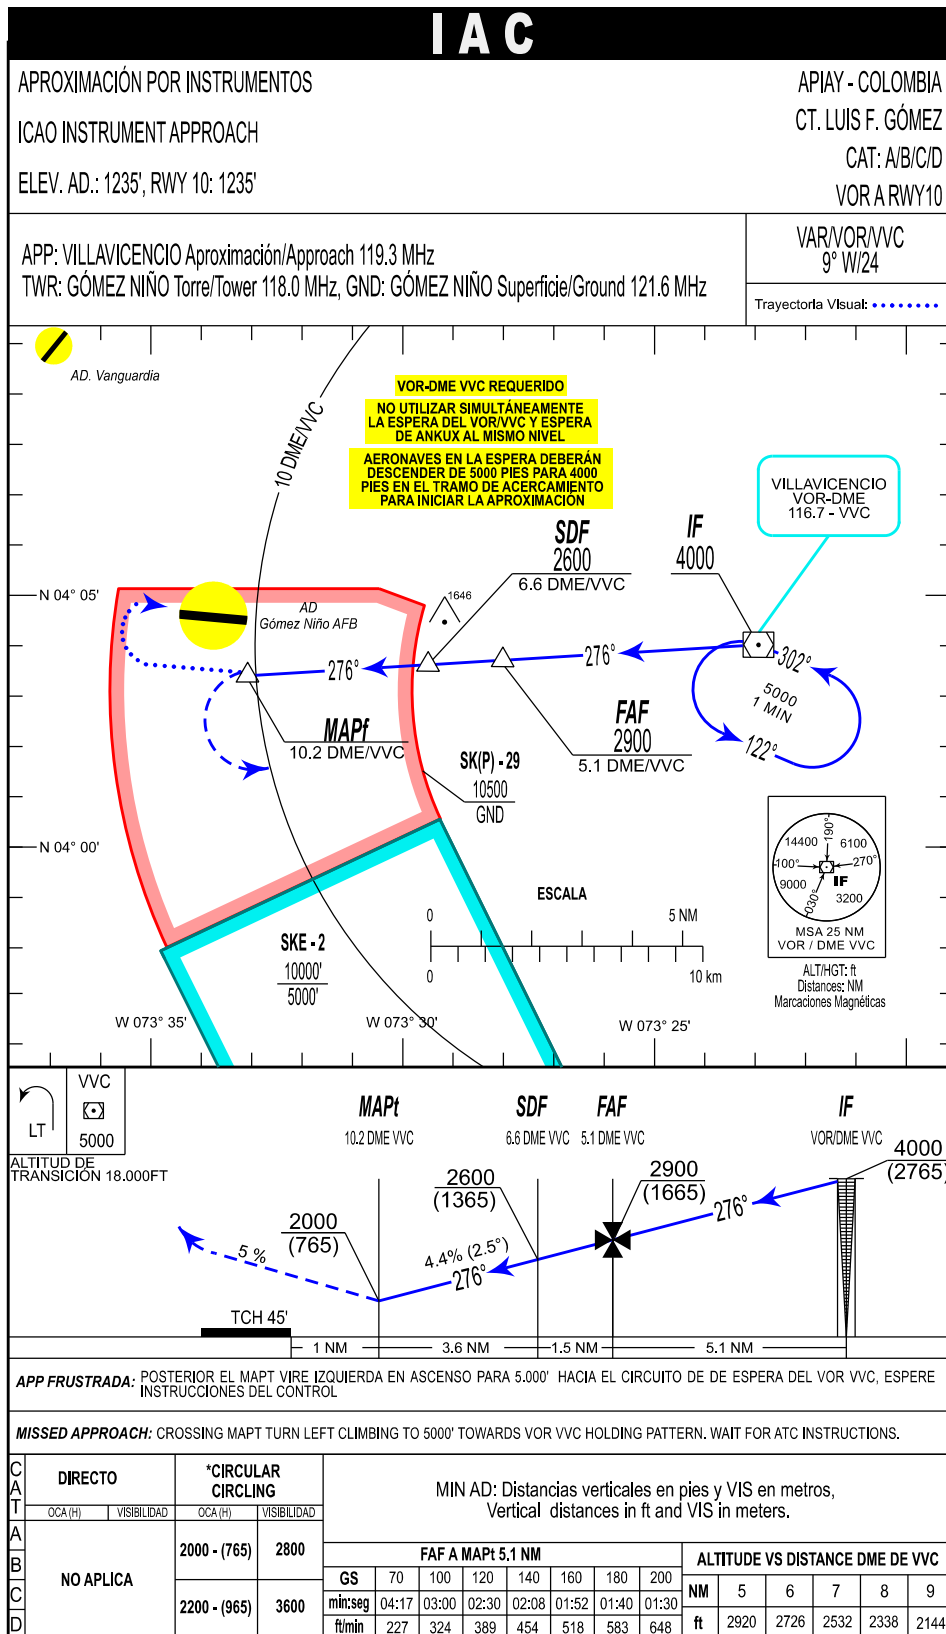 IAC
APROXIMACIÓN POR INSTRUMENTOS
ICAO INSTRUMENT APPROACH
ELEV. AD.: 1235', RWY 10: 1235'
APIAY - COLOMBIA
CT. LUIS F. GÓMEZ
CAT: A/B/C/D
VOR A RWY10
APP: VILLAVICENCIO Aproximación/Approach 119.3 MHz
TWR: GÓMEZ NIÑO Torre/Tower 118.0 MHz, GND: GÓMEZ NIÑO Superficie/Ground 121.6 MHz
VAR/VOR/VVC
9° W/24
Trayectoria Visual:
AD. Vanguardia
10 DME/VVC
VOR-DME VVC REQUERIDO
NO UTILIZAR SIMULTÁNEAMENTE
LA ESPERA DEL VOR/VVC Y ESPERA
DE ANKUX AL MISMO NIVEL
AERONAVES EN LA ESPERA DEBERÁN
DESCENDER DE 5000 PIES PARA 4000
PIES EN EL TRAMO DE ACERCAMIENTO
PARA INICIAR LA APROXIMACIÓN
VILLAVICENCIO
VOR-DME
116.7 - VVC
SDF
2600
6.6 DME/VVC
IF
4000
N 04° 05'
AD
Gómez Niño AFB
1646
276°
276°
302°
5000
1 MIN
122°
MAPf
10.2 DME/VVC
FAF
2900
5.1 DME/VVC
SK(P) - 29
10500
GND
N 04° 00'
190°
14400
6100
100°
270°
9000
IF
030°
3200
MSA 25 NM
VOR / DME VVC
ALT/HGT: ft
Distances: NM
Marcaciones Magnéticas
ESCALA
0
5 NM
0
10 km
SKE - 2
10000'
5000'
W 073° 35'
W 073° 30'
W 073° 25'
LT
VVC
5000
ALTITUD DE
TRANSICIÓN 18.000FT
MAPt
10.2 DME VVC
SDF
6.6 DME VVC
FAF
5.1 DME VVC
IF
VOR/DME VVC
4000
(2765)
2900
(1665)
2600
(1365)
2000
(765)
276°
4.4% (2.5°)
276°
5 %
TCH 45'
1 NM
3.6 NM
1.5 NM
5.1 NM
APP FRUSTRADA: POSTERIOR EL MAPT VIRE IZQUIERDA EN ASCENSO PARA 5.000' HACIA EL CIRCUITO DE DE ESPERA DEL VOR VVC, ESPERE
INSTRUCCIONES DEL CONTROL
MISSED APPROACH: CROSSING MAPT TURN LEFT CLIMBING TO 5000' TOWARDS VOR VVC HOLDING PATTERN. WAIT FOR ATC INSTRUCTIONS.
CAT
DIRECTO
*CIRCULAR
CIRCLING
OCA (H) VISIBILIDAD OCA (H) VISIBILIDAD
A
B
C
D
NO APLICA
2000 - (765) 2800
2200 - (965) 3600
MIN AD: Distancias verticales en pies y VIS en metros,
Vertical distances in ft and VIS in meters.
FAF A MAPt 5.1 NM
GS 70 100 120 140 160 180 200
min:seg 04:17 03:00 02:30 02:08 01:52 01:40 01:30
ft/min 227 324 389 454 518 583 648
ALTITUDE VS DISTANCE DME DE VVC
NM 5 6 7 8 9
ft 2920 2726 2532 2338 2144